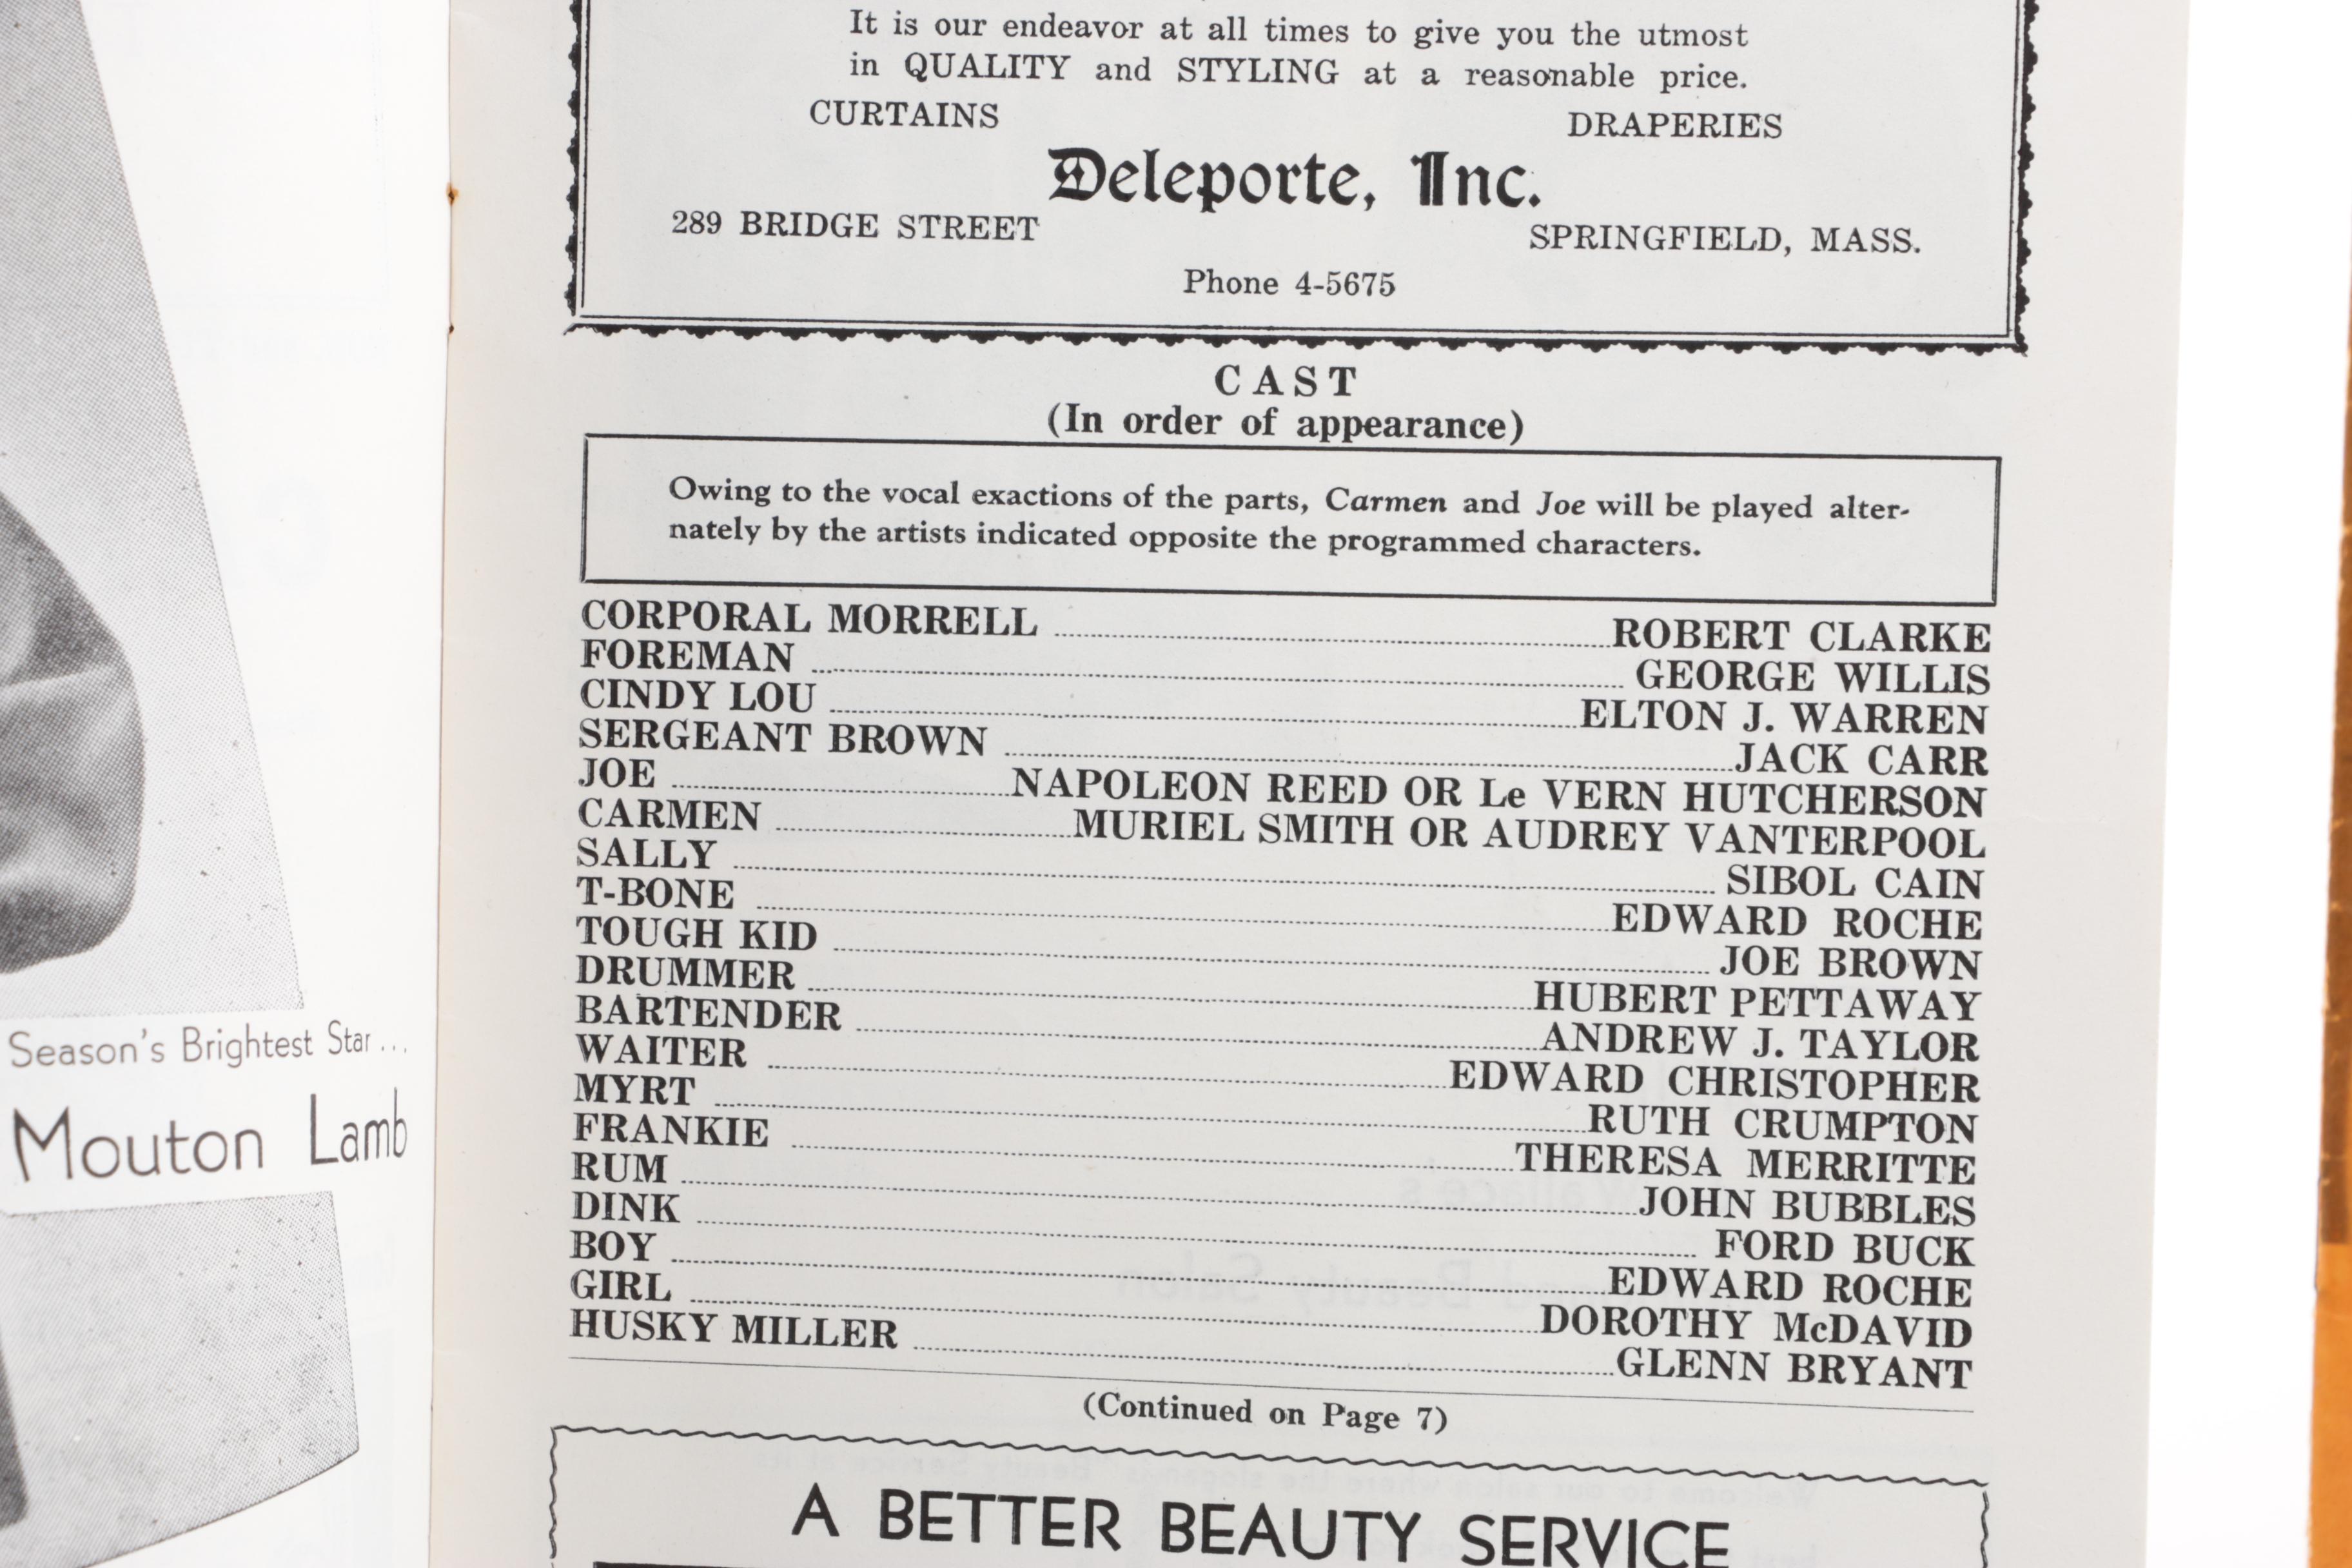 Season's Brightest Star...
Mouton Lamb
It is our endeavor at all times to give you the utmost
in QUALITY and STYLING at a reasonable price.
CURTAINS DRAPERIES
Deleporte, Inc.
289 BRIDGE STREET SPRINGFIELD, MASS.
Phone 4-5675
CAST
(In order of appearance)
Owing to the vocal exactions of the parts, Carmen and Joe will be played alter-
nately by the artists indicated opposite the programmed characters.
CORPORAL MORRELL ROBERT CLARKE
FOREMAN GEORGE WILLIS
CINDY LOU ELTON J. WARREN
SERGEANT BROWN JACK CARR
JOE NAPOLEON REED OR Le VERN HUTCHERSON
CARMEN MURIEL SMITH OR AUDREY VANTERPOOL
SALLY SIBOL CAIN
T-BONE EDWARD ROCHE
TOUGH KID JOE BROWN
DRUMMER HUBERT PETTAWAY
BARTENDER ANDREW J. TAYLOR
WAITER EDWARD CHRISTOPHER
MYRT RUTH CRUMPTON
FRANKIE THERESA MERRITTE
RUM JOHN BUBBLES
DINK FORD BUCK
BOY EDWARD ROCHE
GIRL DOROTHY McDAVID
HUSKY MILLER GLENN BRYANT
(Continued on Page 7)
A BETTER BEAUTY SERVICE